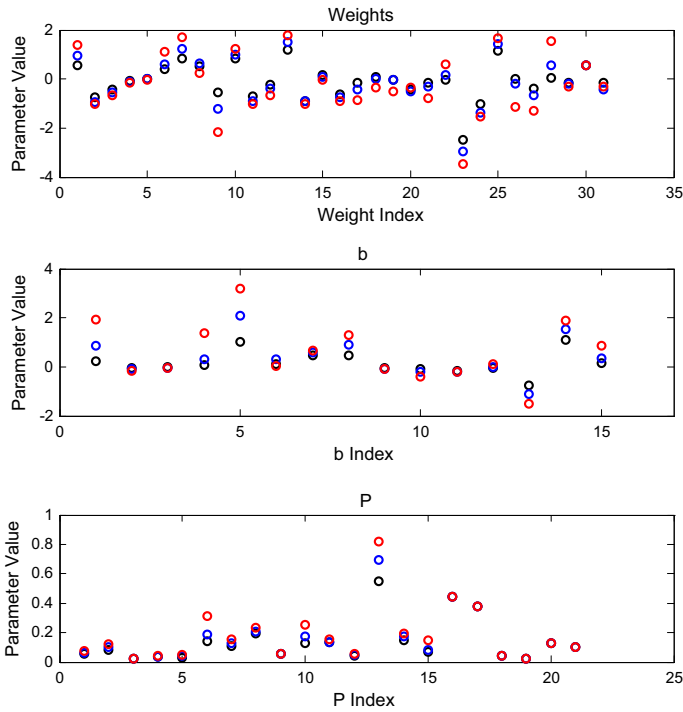 Weights
Parameter Value
2
0
-2
-4
0 5 10 15 20 25 30 35
Weight Index
b
Parameter Value
4
2
0
-2
0 5 10 15
b Index
P
Parameter Value
1
0.8
0.6
0.4
0.2
0
0 5 10 15 20 25
P Index